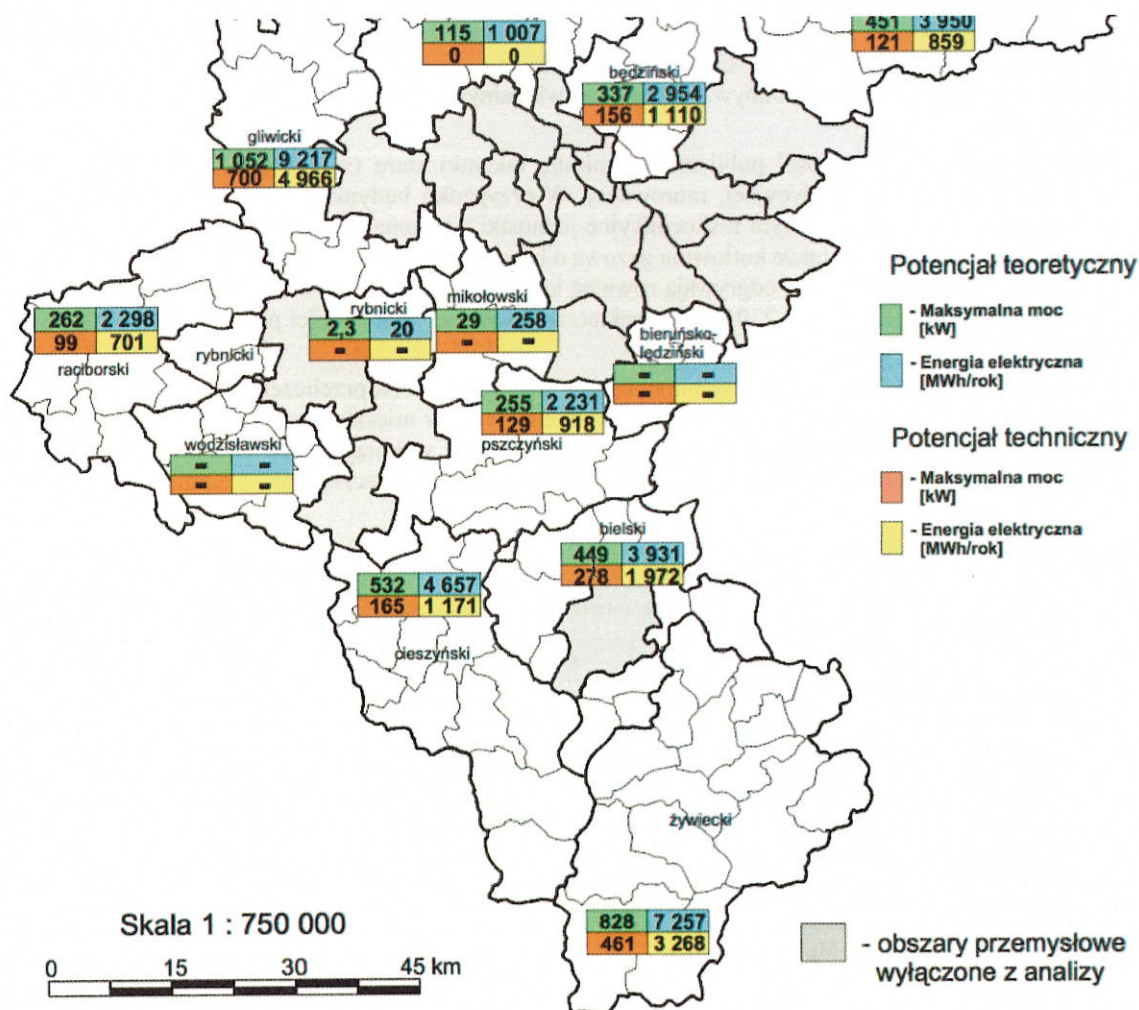 451 3 950
121 859
115 1 007
0 0
będziński
337 2 954
156 1 110
gliwicki
1 052 9 217
700 4 966
Potencjał teoretyczny
- Maksymalna moc
[kW]
- Energia elektryczna
[MWh/rok]
Potencjał techniczny
- Maksymalna moc
[kW]
- Energia elektryczna
[MWh/rok]
262 2 298
99 701
raciborski
rybnicki
rybnicki
2,3 20
- -
mikołowski
29 258
- -
bieruńsko-
lędziński
- -
- -
255 2 231
129 918
pszczyński
wodzisławski
- -
- -
bielski
449 3 931
278 1 972
532 4 657
165 1 171
cieszyński
żywiecki
828 7 257
461 3 268
Skala 1 : 750 000
0 15 30 45 km
- obszary przemysłowe
wyłączone z analizy